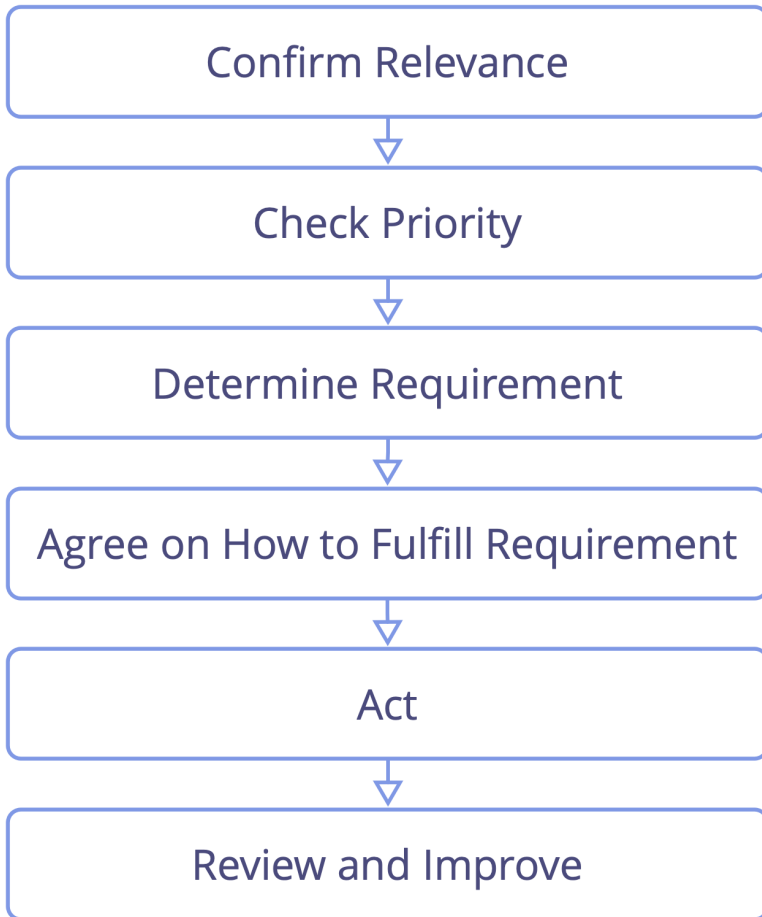 Confirm Relevance
Check Priority
Determine Requirement
Agree on How to Fulfill Requirement
Act
Review and Improve